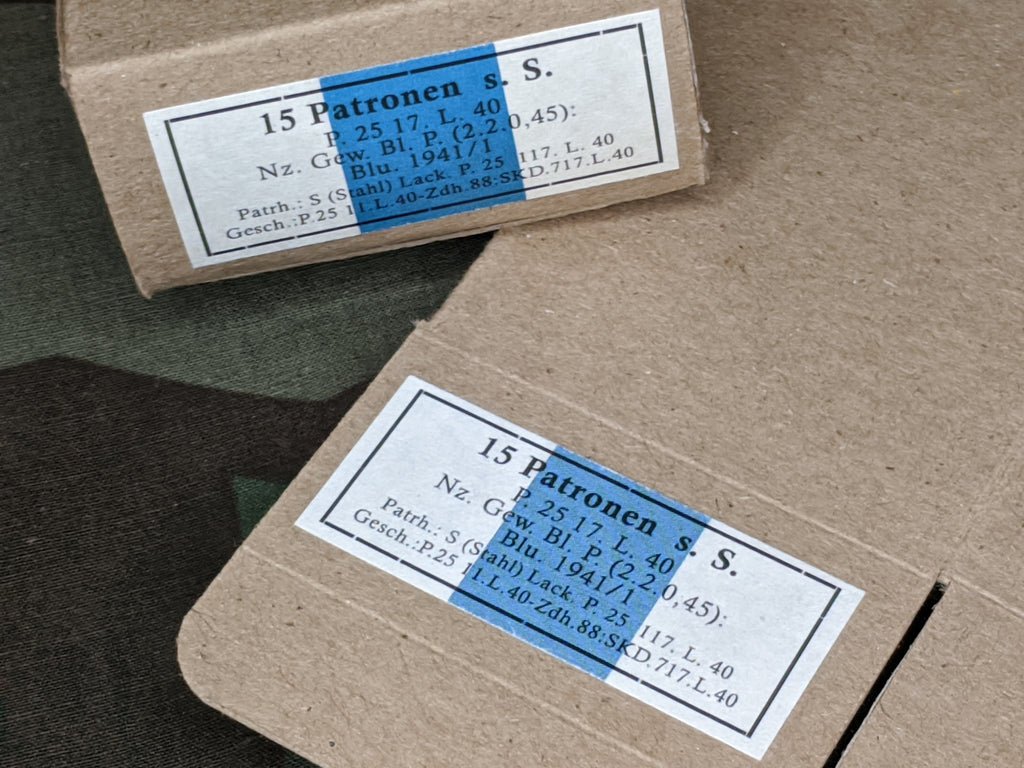 15 Patronen s. S.
P. 25 17. L. 40
Nz. Gew. Bl. P. (2.2.0,45):
Blu. 1941/1
Patrh.: S (Stahl) Lack. P. 25 117. L. 40
Gesch.:P.25 11.L.40-Zdh.88:SKD.717.L.40
15 Patronen s. S.
P. 25 17. L. 40
Nz. Gew. Bl. P. (2.2.0,45):
Blu. 1941/1
Patrh.: S (Stahl) Lack. P. 25 117. L. 40
Gesch.:P.25 11.L.40-Zdh.88:SKD.717.L.40